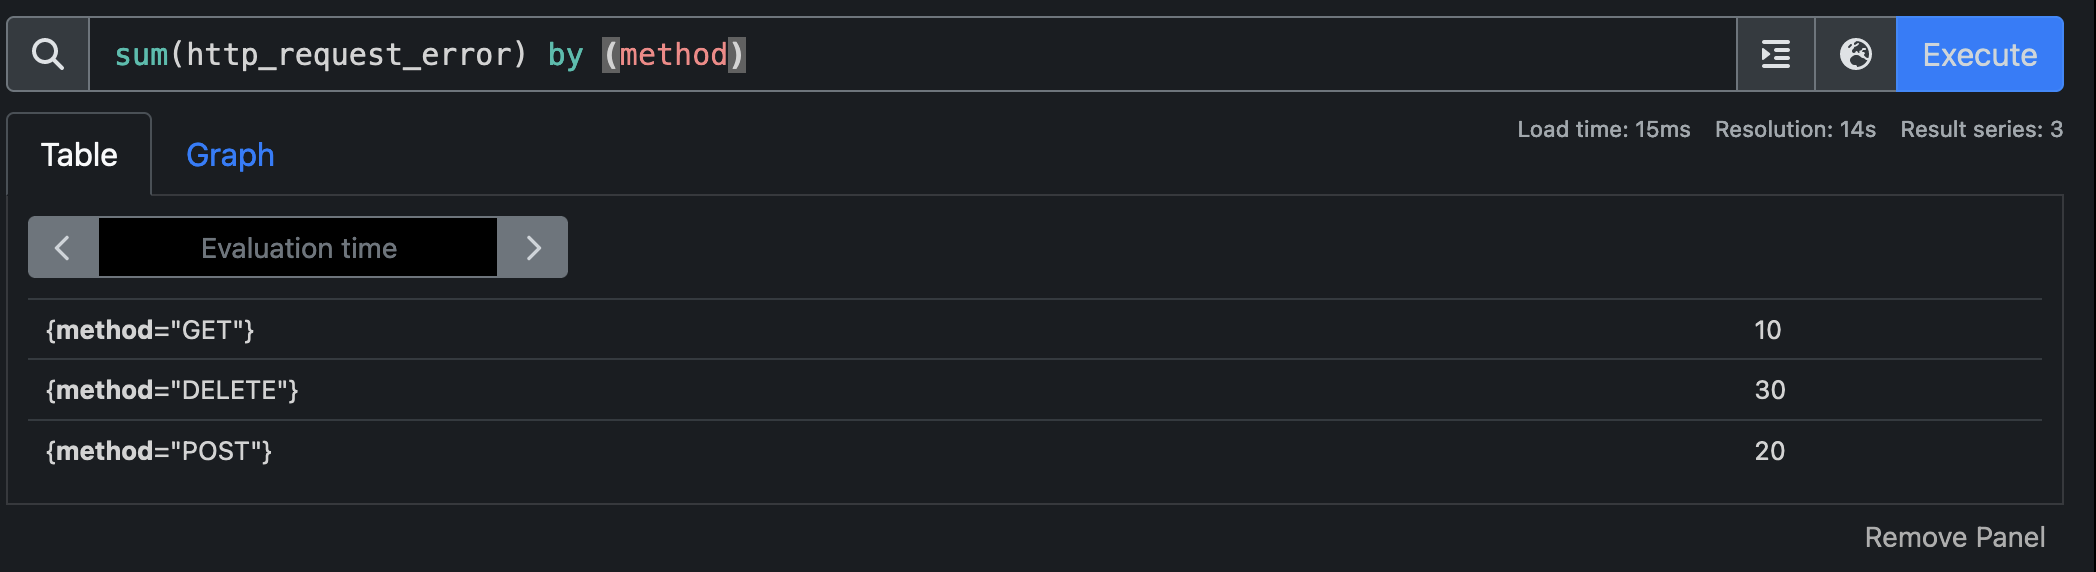 sum(http_request_error) by (method)
Execute
Load time: 15ms Resolution: 14s Result series: 3
Table Graph
Evaluation time
{method="GET"} 10
{method="DELETE"} 30
{method="POST"} 20
Remove Panel